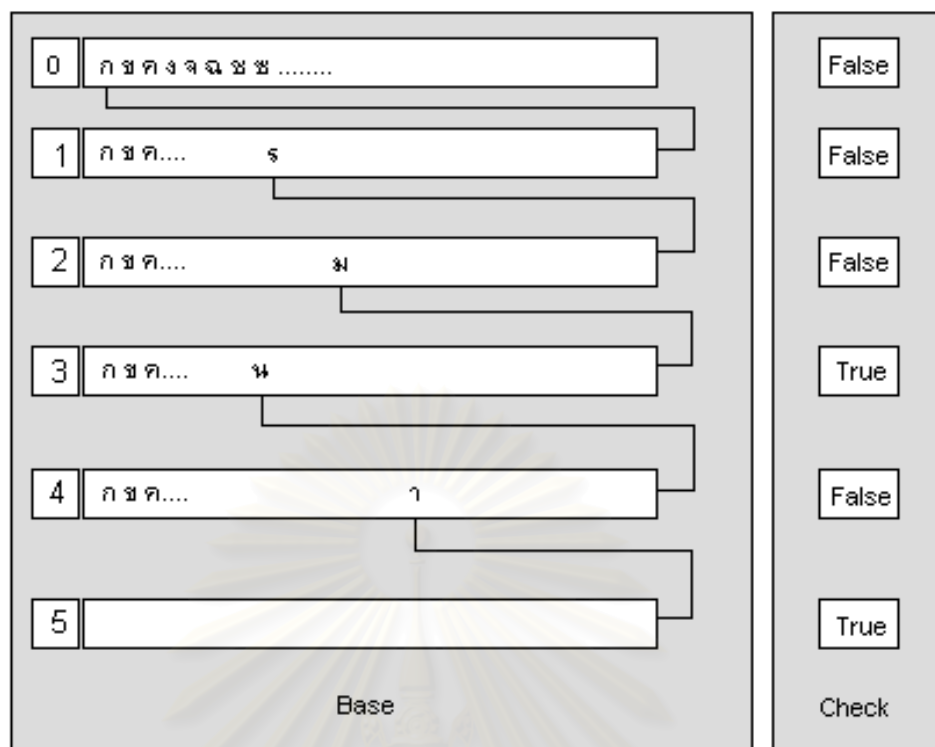 0 ก ข ค ง จ ฉ ช ซ ........ False
1 ก ข ค.... ร False
2 ก ข ค.... ม False
3 ก ข ค.... น True
4 ก ข ค.... า False
5 True
Base Check